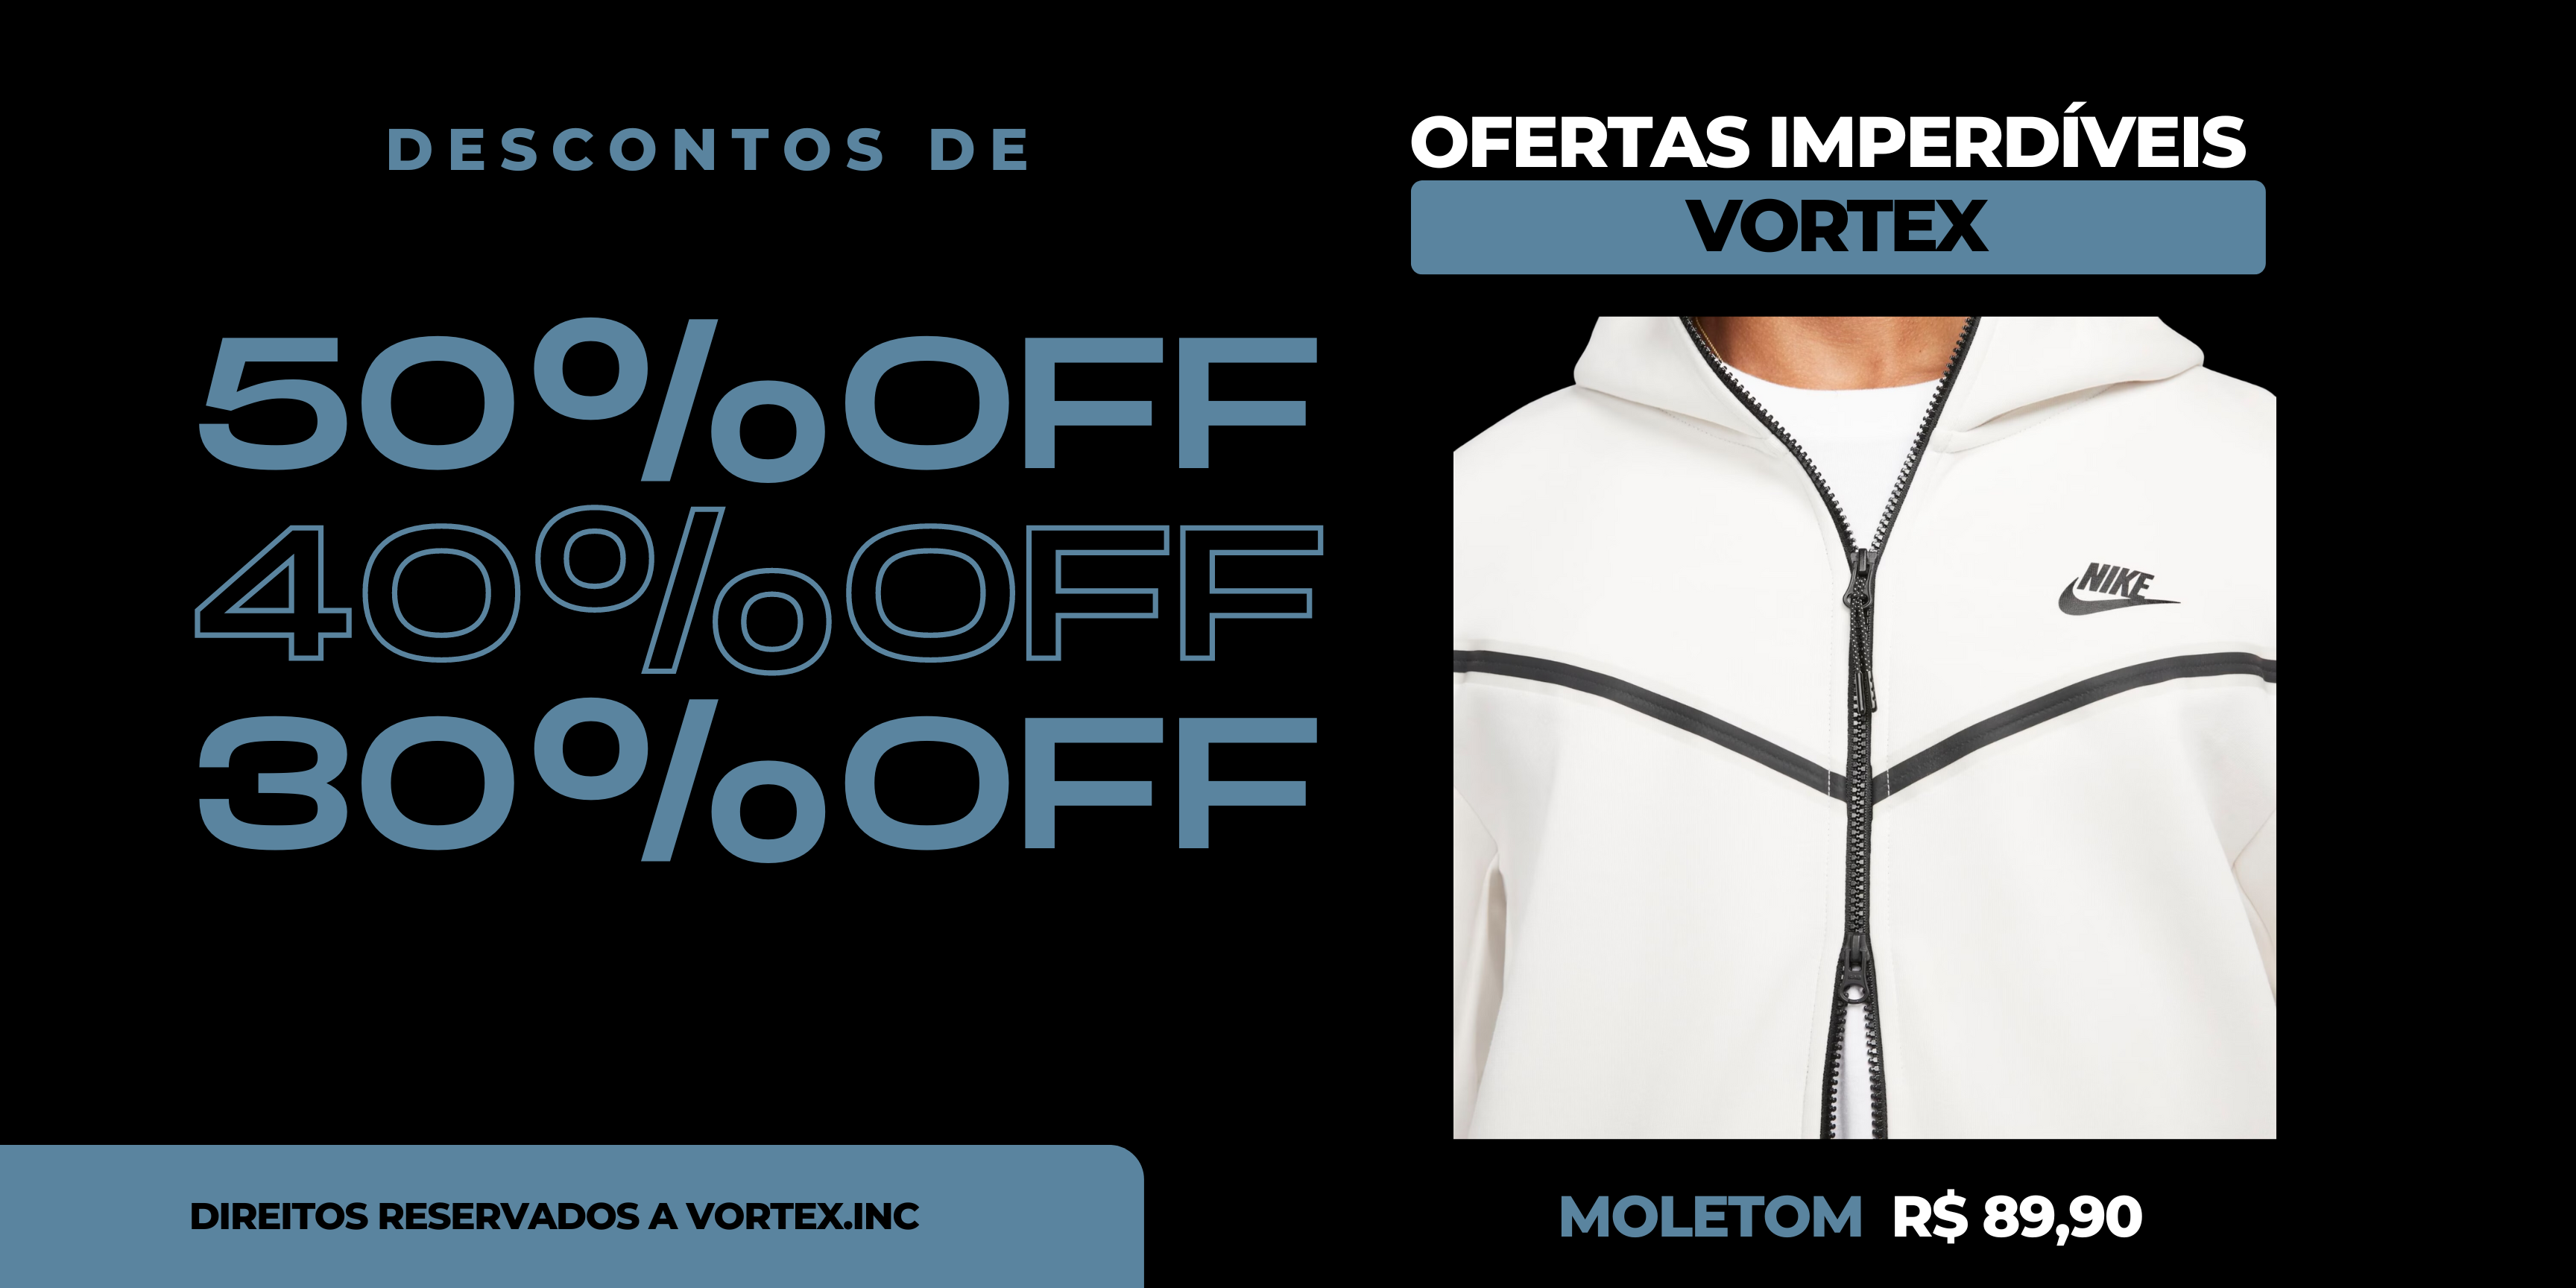 DESCONTOS DE
50%OFF
40%OFF
30%OFF
DIREITOS RESERVADOS A VORTEX.INC
OFERTAS IMPERDÍVEIS
VORTEX
NIKE
MOLETOM R$ 89,90